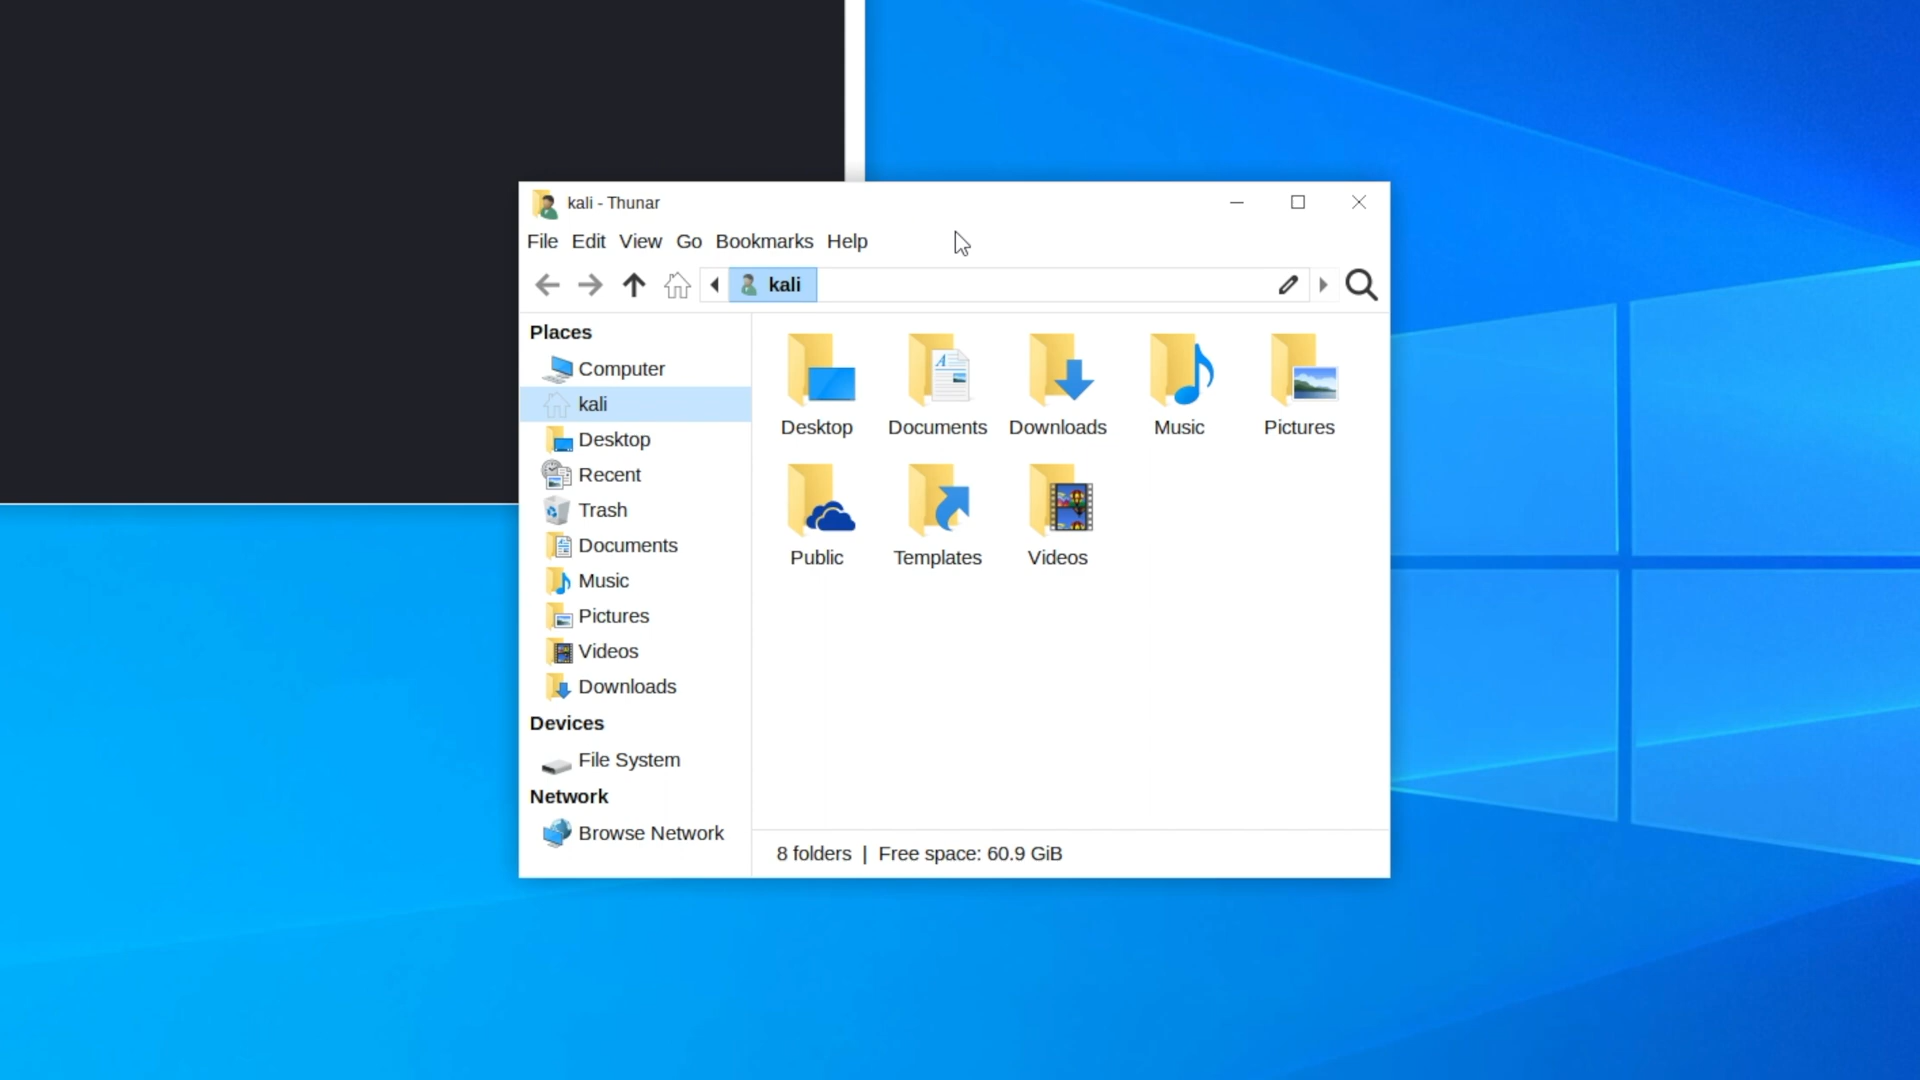 kali - Thunar
File Edit View Go Bookmarks Help
kali
Places
Computer
kali
Desktop
Recent
Trash
Documents
Music
Pictures
Videos
Downloads
Devices
File System
Network
Browse Network
Desktop Documents Downloads Music Pictures
Public Templates Videos
8 folders | Free space: 60.9 GiB